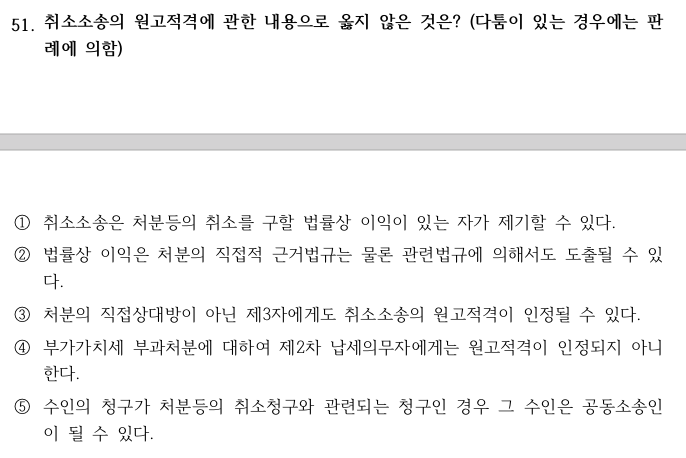 51. 취소소송의 원고적격에 관한 내용으로 옳지 않은 것은? (다툼이 있는 경우에는 판
례에 의함)
① 취소소송은 처분등의 취소를 구할 법률상 이익이 있는 자가 제기할 수 있다.
② 법률상 이익은 처분의 직접적 근거법규는 물론 관련법규에 의해서도 도출될 수 있
다.
③ 처분의 직접상대방이 아닌 제3자에게도 취소소송의 원고적격이 인정될 수 있다.
④ 부가가치세 부과처분에 대하여 제2차 납세의무자에게는 원고적격이 인정되지 아니
한다.
⑤ 수인의 청구가 처분등의 취소청구와 관련되는 청구인 경우 그 수인은 공동소송인
이 될 수 있다.